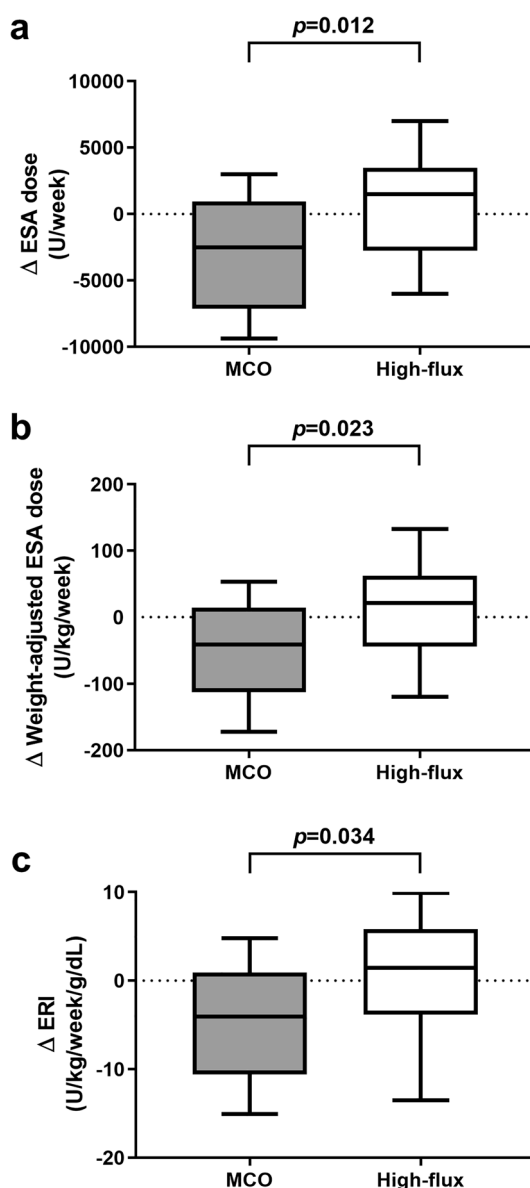 a
p=0.012
Δ ESA dose
(U/week)
10000
5000
0
-5000
-10000
MCO High-flux
b
p=0.023
Δ Weight-adjusted ESA dose
(U/kg/week)
200
100
0
-100
-200
MCO High-flux
c
p=0.034
Δ ERI
(U/kg/week/g/dL)
10
0
-10
-20
MCO High-flux